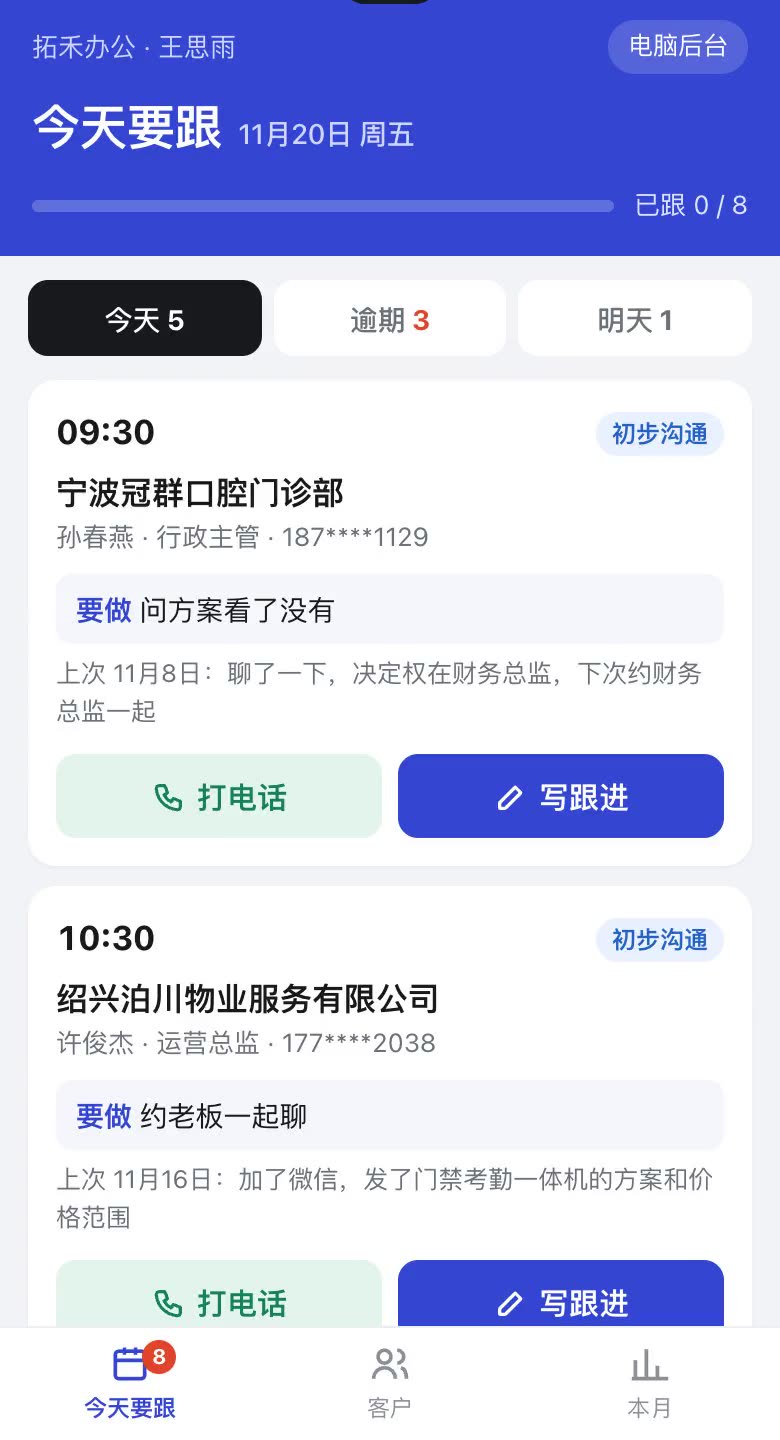 拓禾办公 · 王思雨
电脑后台
今天要跟 11月20日 周五
已跟 0 / 8
今天 5
逾期 3
明天 1
09:30
初步沟通
宁波冠群口腔门诊部
孙春燕 · 行政主管 · 187****1129
要做 问方案看了没有
上次 11月8日：聊了一下，决定权在财务总监，下次约财务
总监一起
打电话
写跟进
10:30
初步沟通
绍兴泊川物业服务有限公司
许俊杰 · 运营总监 · 177****2038
要做 约老板一起聊
上次 11月16日：加了微信，发了门禁考勤一体机的方案和价
格范围
打电话
写跟进
8
今天要跟
客户
本月